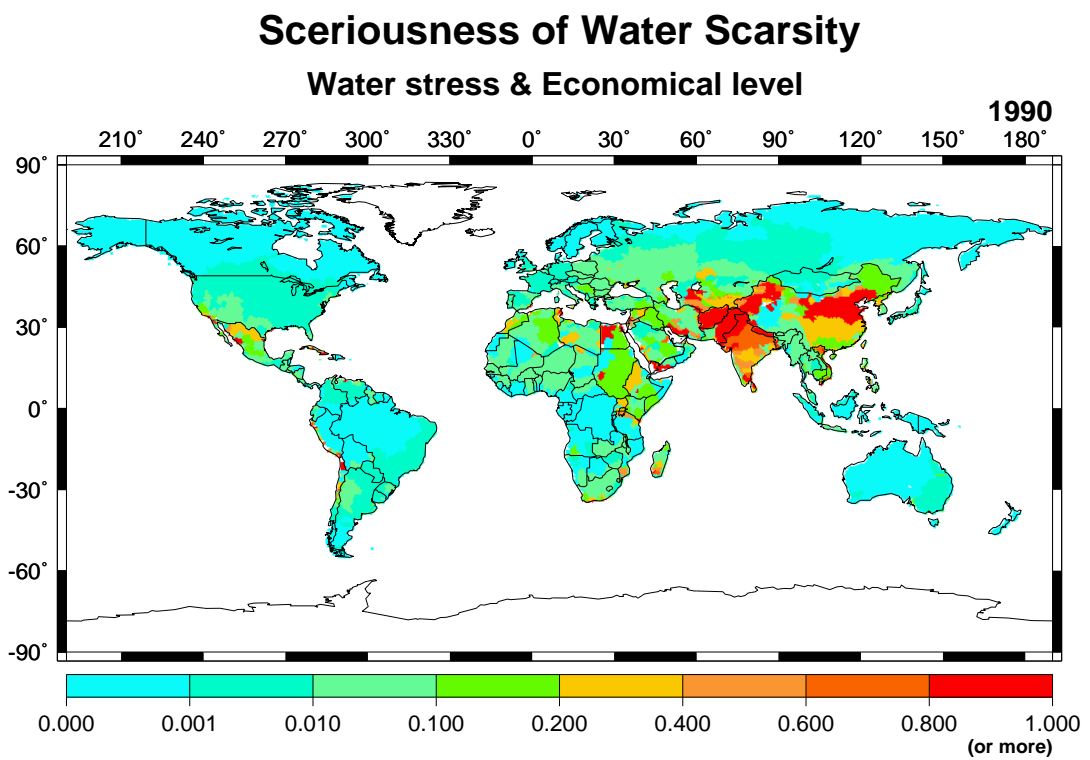 Sceriousness of Water Scarsity
Water stress & Economical level
1990
210° 240° 270° 300° 330° 0° 30° 60° 90° 120° 150° 180°
90°
60°
30°
0°
-30°
-60°
-90°
0.000 0.001 0.010 0.100 0.200 0.400 0.600 0.800 1.000
(or more)